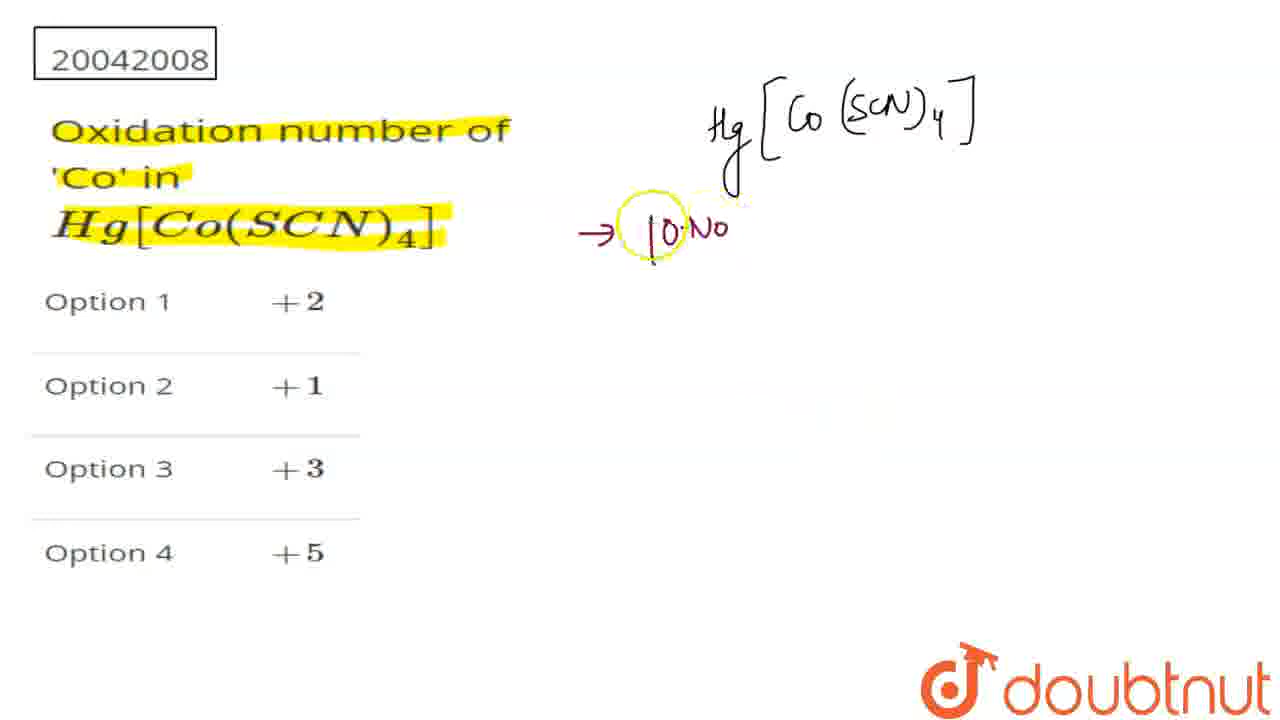 20042008
Oxidation number of
'Co' in
Hg[Co(SCN)₄]
Option 1 +2
Option 2 +1
Option 3 +3
Option 4 +5
Hg[Co(SCN)₄]
→ |O.No
doubtnut